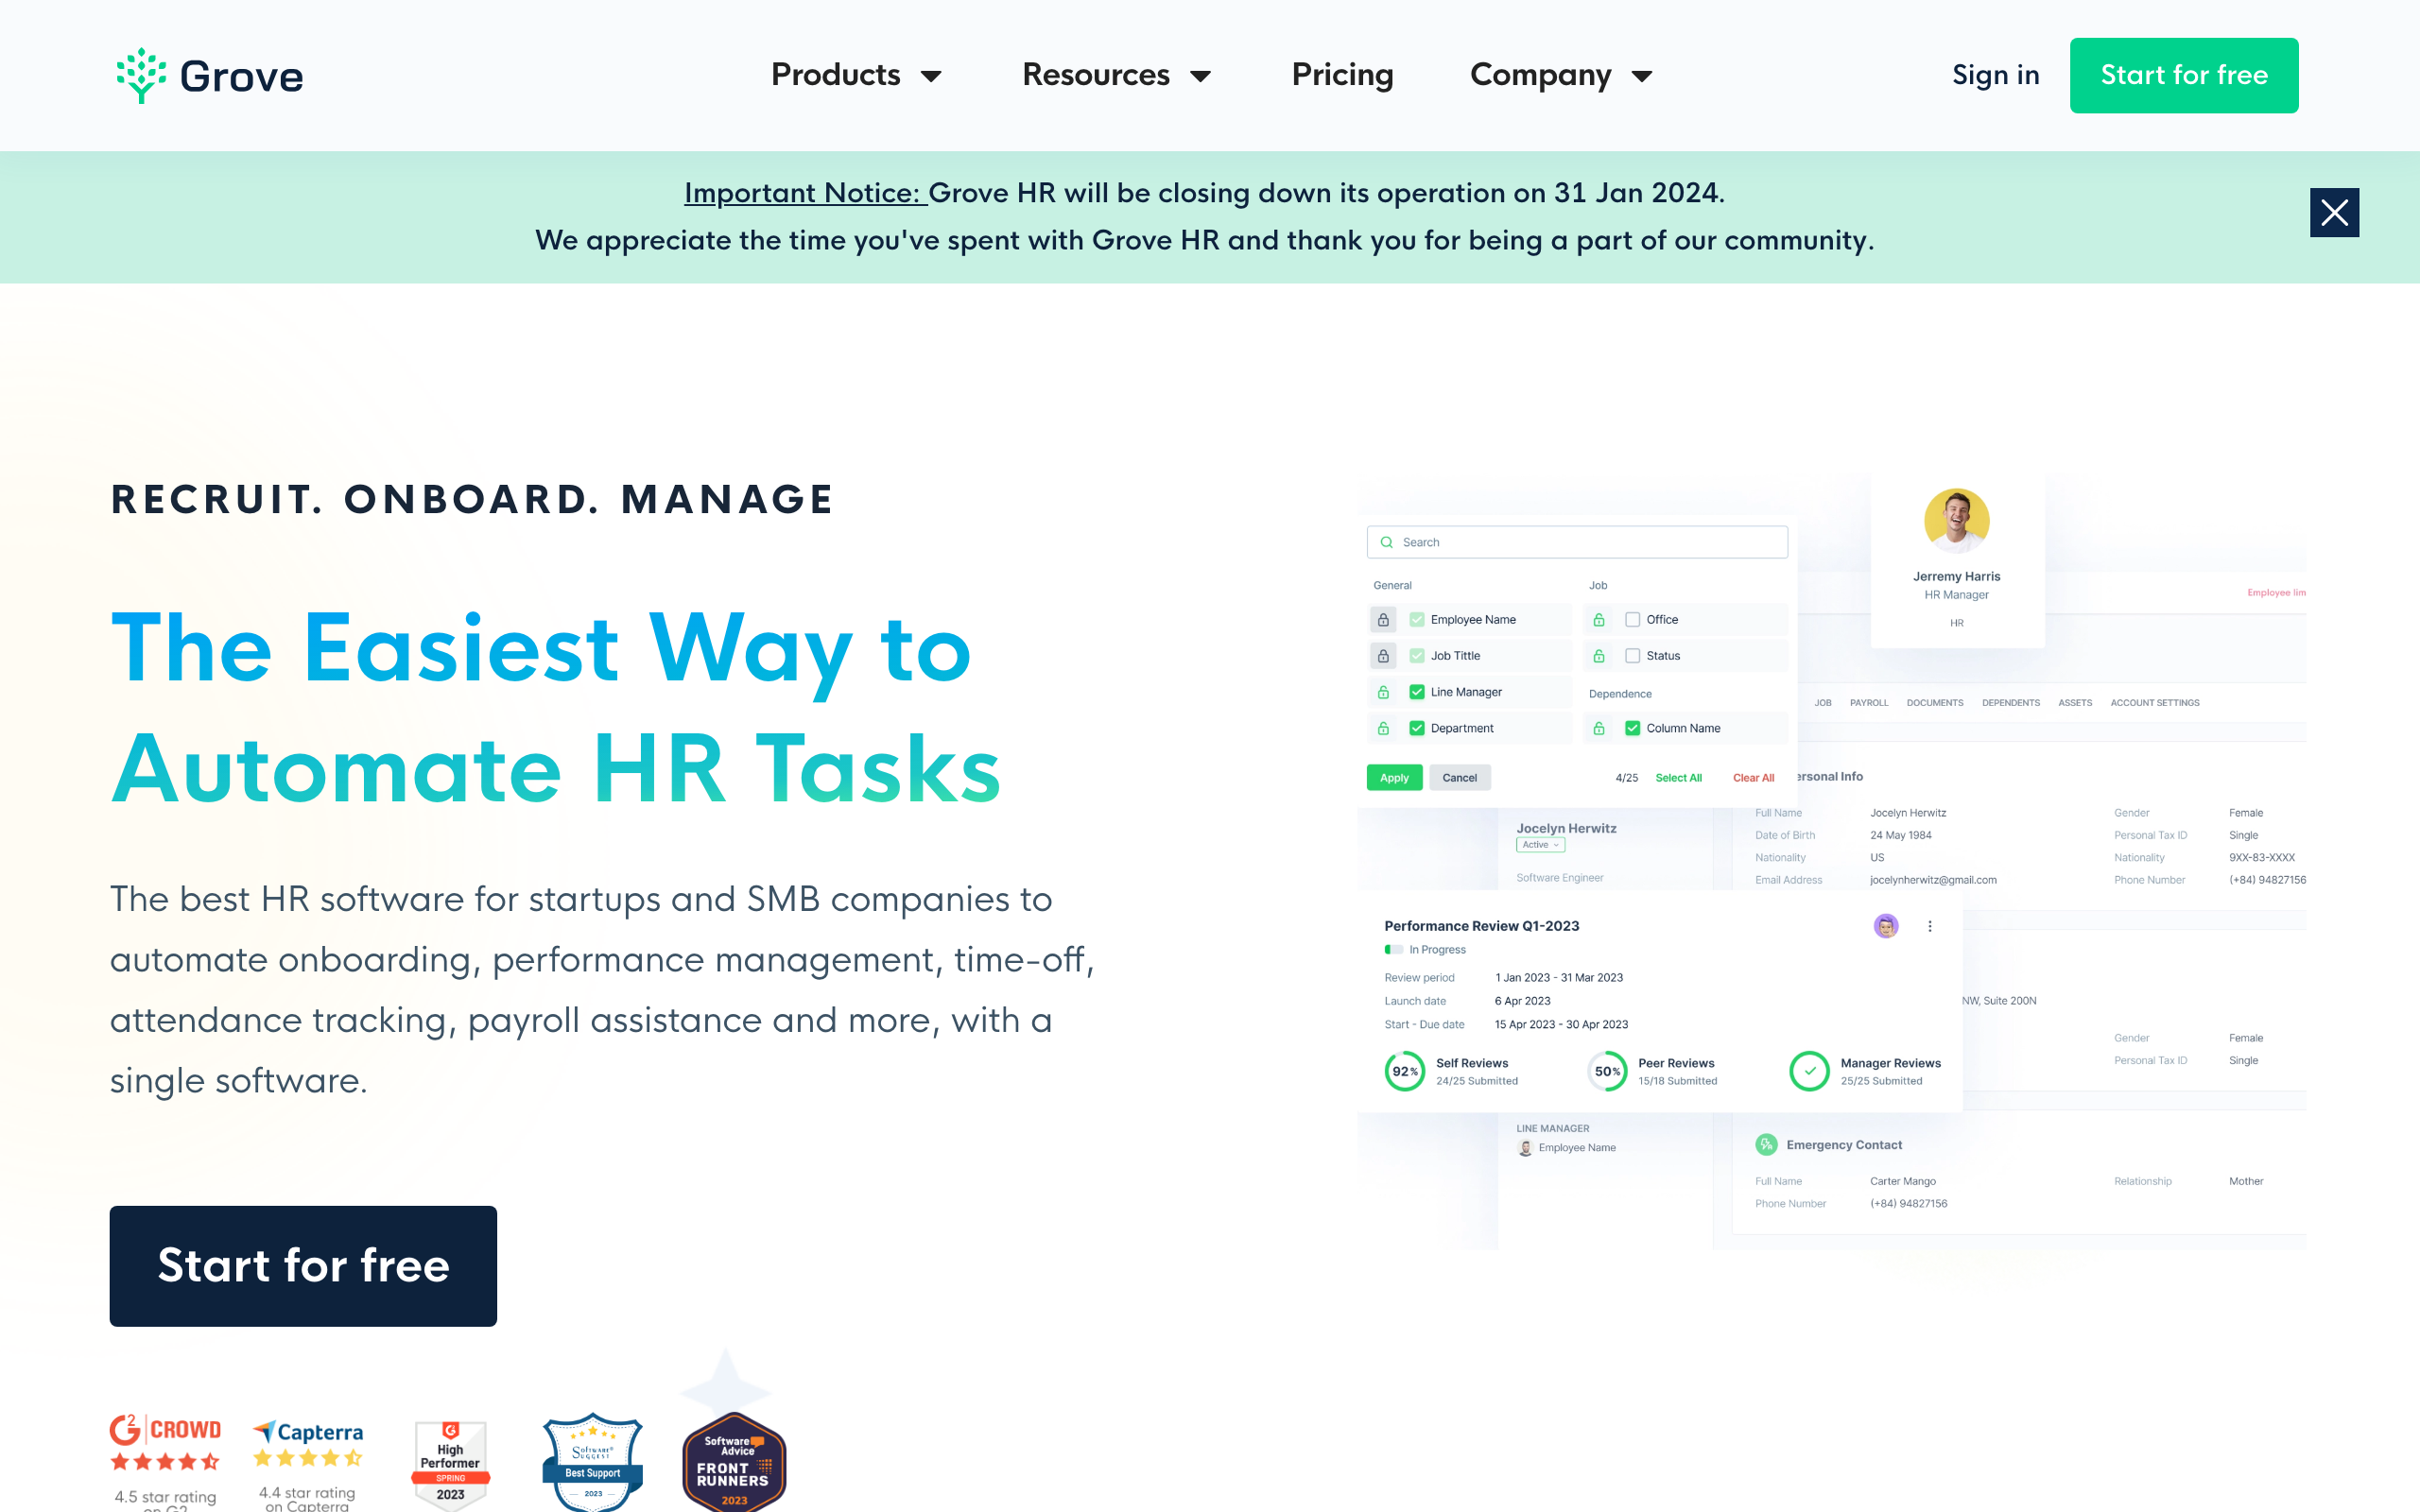 Grove
Products
Resources
Pricing
Company
Sign in
Start for free
Important Notice: Grove HR will be closing down its operation on 31 Jan 2024.
We appreciate the time you've spent with Grove HR and thank you for being a part of our community.
RECRUIT. ONBOARD. MANAGE
The Easiest Way to
Automate HR Tasks
The best HR software for startups and SMB companies to
automate onboarding, performance management, time-off,
attendance tracking, payroll assistance and more, with a
single software.
Start for free
G2 CROWD
4.5 star rating
on G2
Capterra
4.4 star rating
on Capterra
High
Performer
SPRING
2023
Software
Suggest
Best Support
2023
Software
Advice
FRONT
RUNNERS
2023
Search
General
Job
Employee Name
Office
Job Tittle
Status
Line Manager
Dependence
Department
Column Name
Apply
Cancel
4/25
Select All
Clear All
Jerremy Harris
HR Manager
HR
Employee lim
JOB
PAYROLL
DOCUMENTS
DEPENDENTS
ASSETS
ACCOUNT SETTINGS
ersonal Info
Full Name Jocelyn Herwitz Gender Female
Date of Birth 24 May 1984 Personal Tax ID Single
Nationality US Nationality 9XX-83-XXXX
Email Address jocelynherwitz@gmail.com Phone Number (+84) 94827156
Jocelyn Herwitz
Active
Software Engineer
Performance Review Q1-2023
In Progress
Review period 1 Jan 2023 - 31 Mar 2023
Launch date 6 Apr 2023
Start - Due date 15 Apr 2023 - 30 Apr 2023
92%
Self Reviews
24/25 Submitted
50%
Peer Reviews
15/18 Submitted
Manager Reviews
25/25 Submitted
NW, Suite 200N
Gender Female
Personal Tax ID Single
LINE MANAGER
Employee Name
Emergency Contact
Full Name Carter Mango Relationship Mother
Phone Number (+84) 94827156